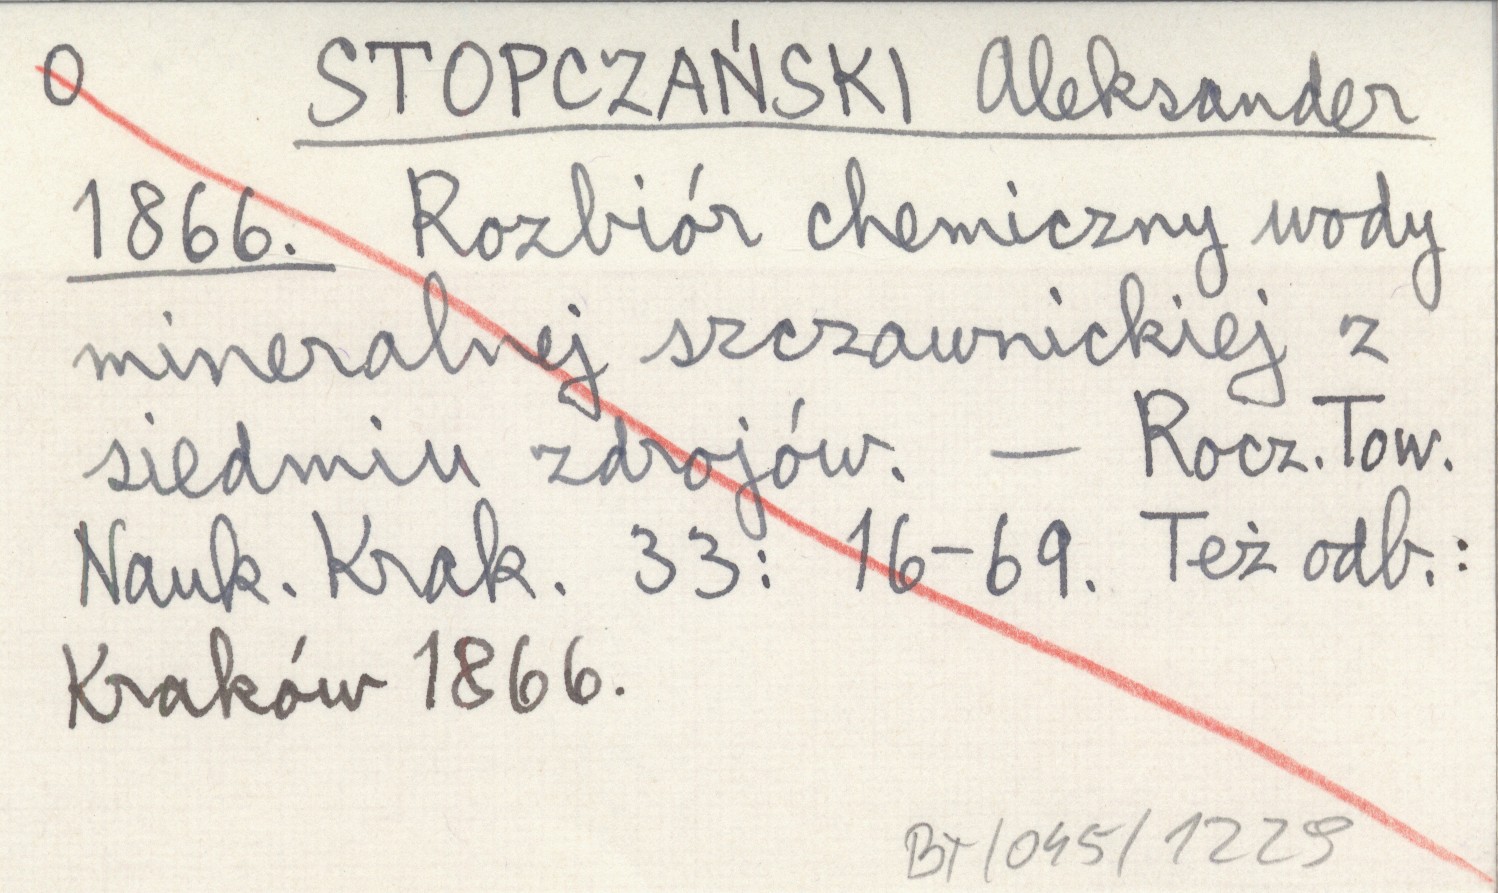 O STOPCZAŃSKI Aleksander
1866. Rozbiór chemiczny wody
mineralnej szczawnickiej z
siedmiu zdrojów. — Rocz. Tow.
Nauk. Krak. 33: 16-69. Też odb.:
Kraków 1866.
BT/045/1229